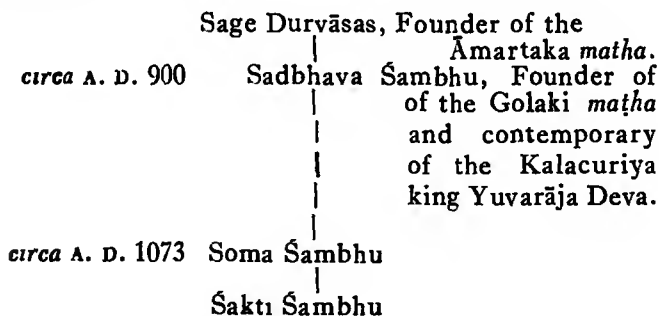 Sage Durvāsas, Founder of the
Āmartaka matha.
circa A. D. 900 Sadbhava Śambhu, Founder of
of the Golaki maṭha
and contemporary
of the Kalacuriya
king Yuvarāja Deva.
circa A. D. 1073 Soma Śambhu
Śakti Śambhu